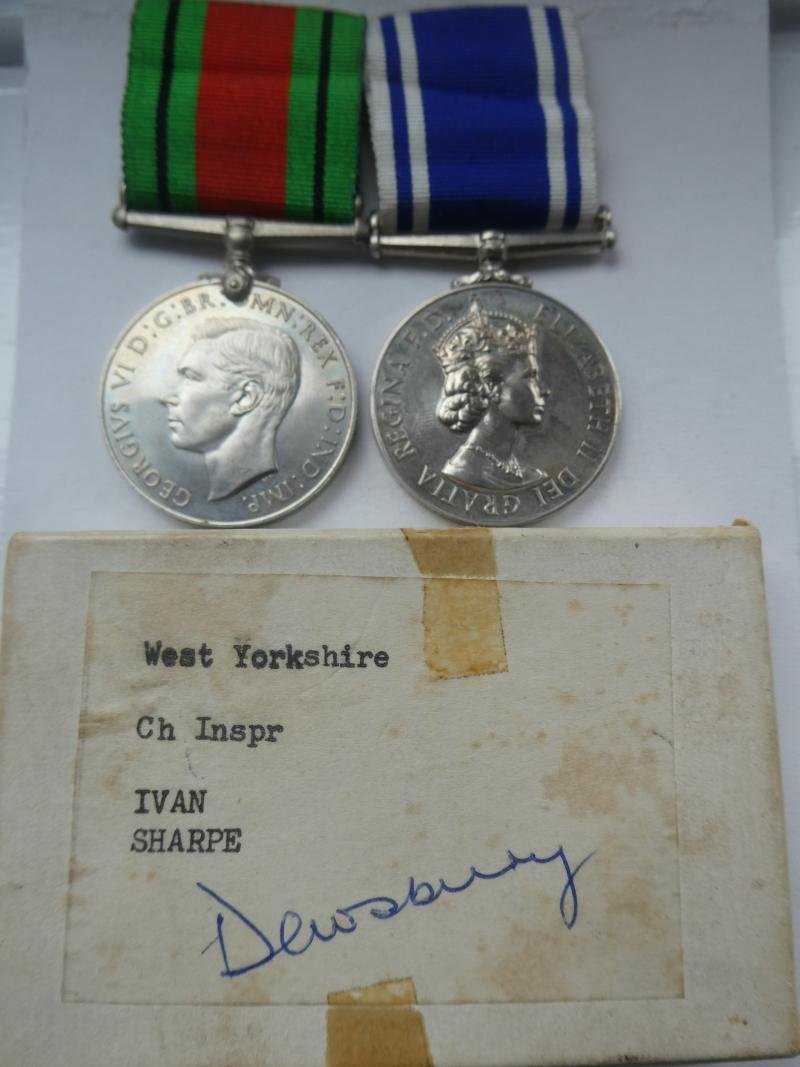 GEORGIVS VI D:G:BR:OMN:REX F:D:IND:IMP.
ELIZABETH II DEI GRATIA REGINA F.D.
West Yorkshire
Ch Inspr
IVAN
SHARPE
Dewsbury